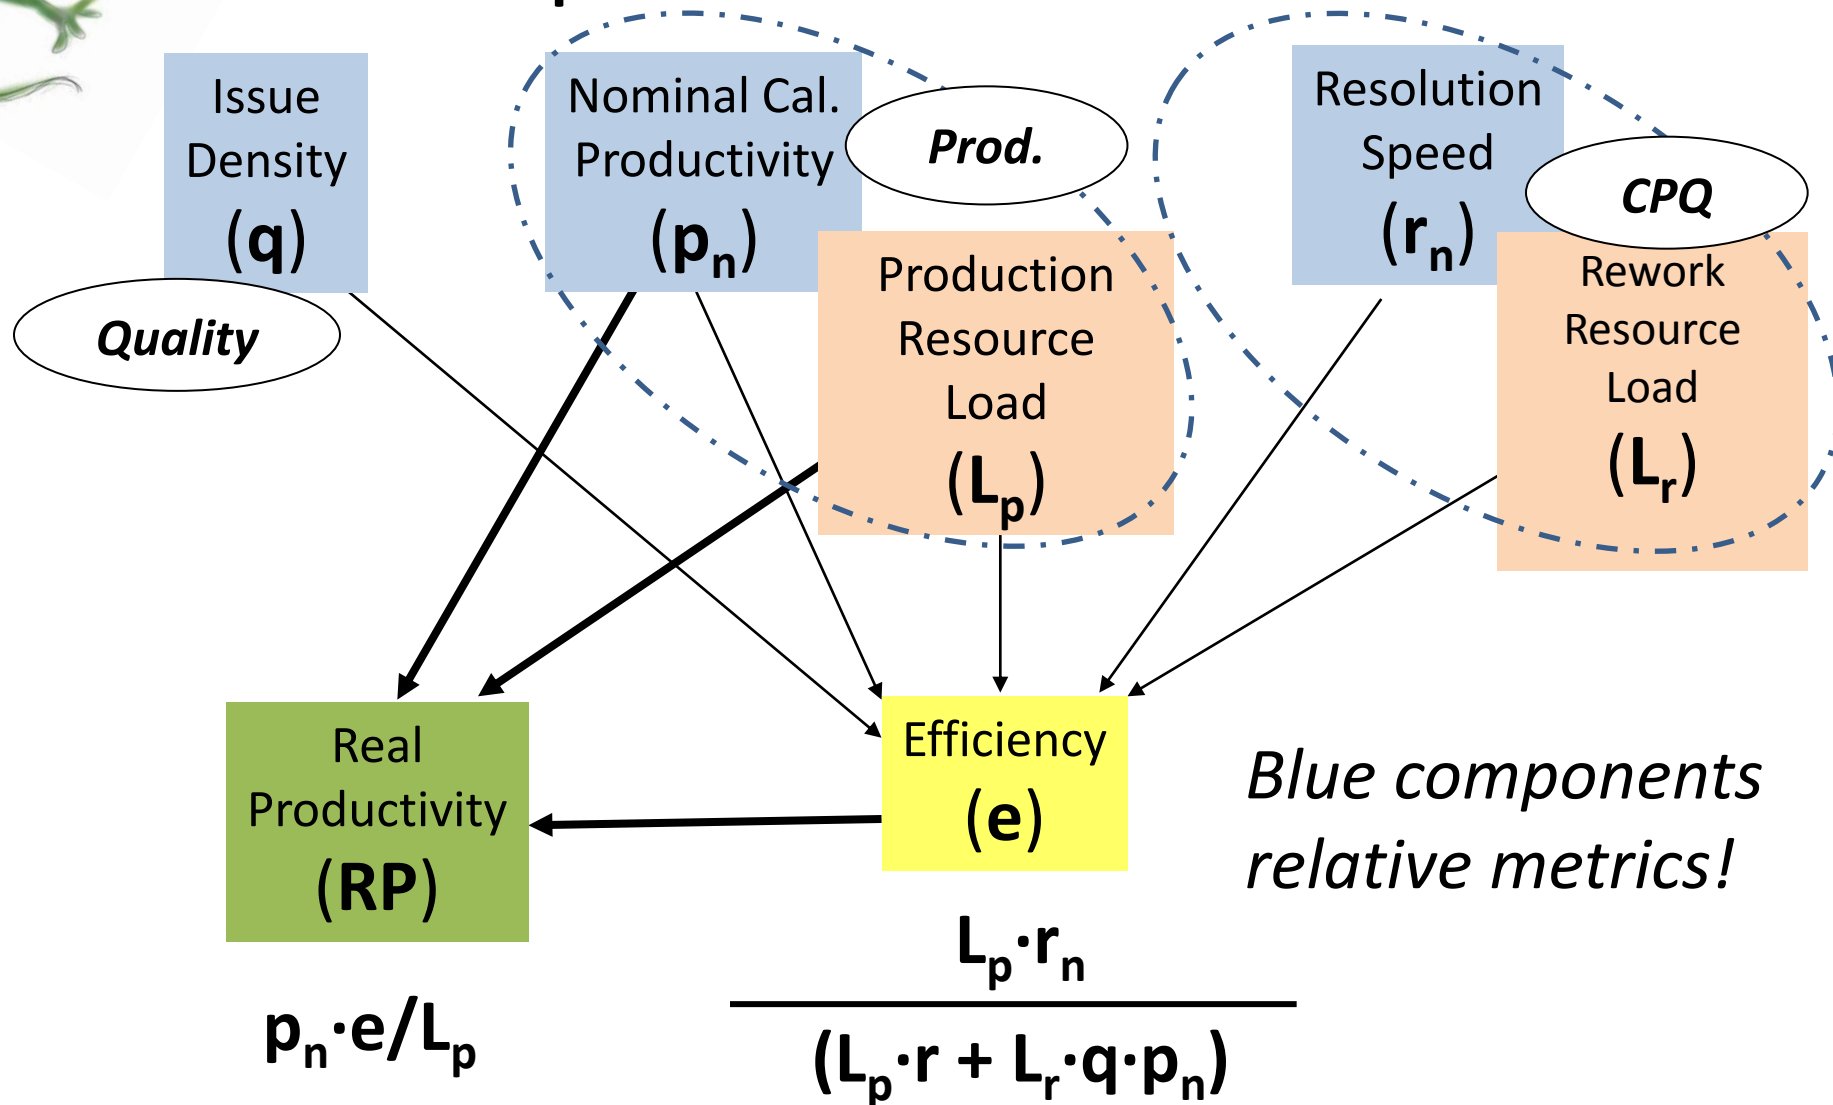 Issue
Density
(q)
Quality
Nominal Cal.
Productivity
(pn)
Prod.
Production
Resource
Load
(Lp)
Resolution
Speed
(rn)
CPQ
Rework
Resource
Load
(Lr)
Real
Productivity
(RP)
Efficiency
(e)
Blue components
relative metrics!
pn·e/Lp
Lp·rn
(Lp·r + Lr·q·pn)